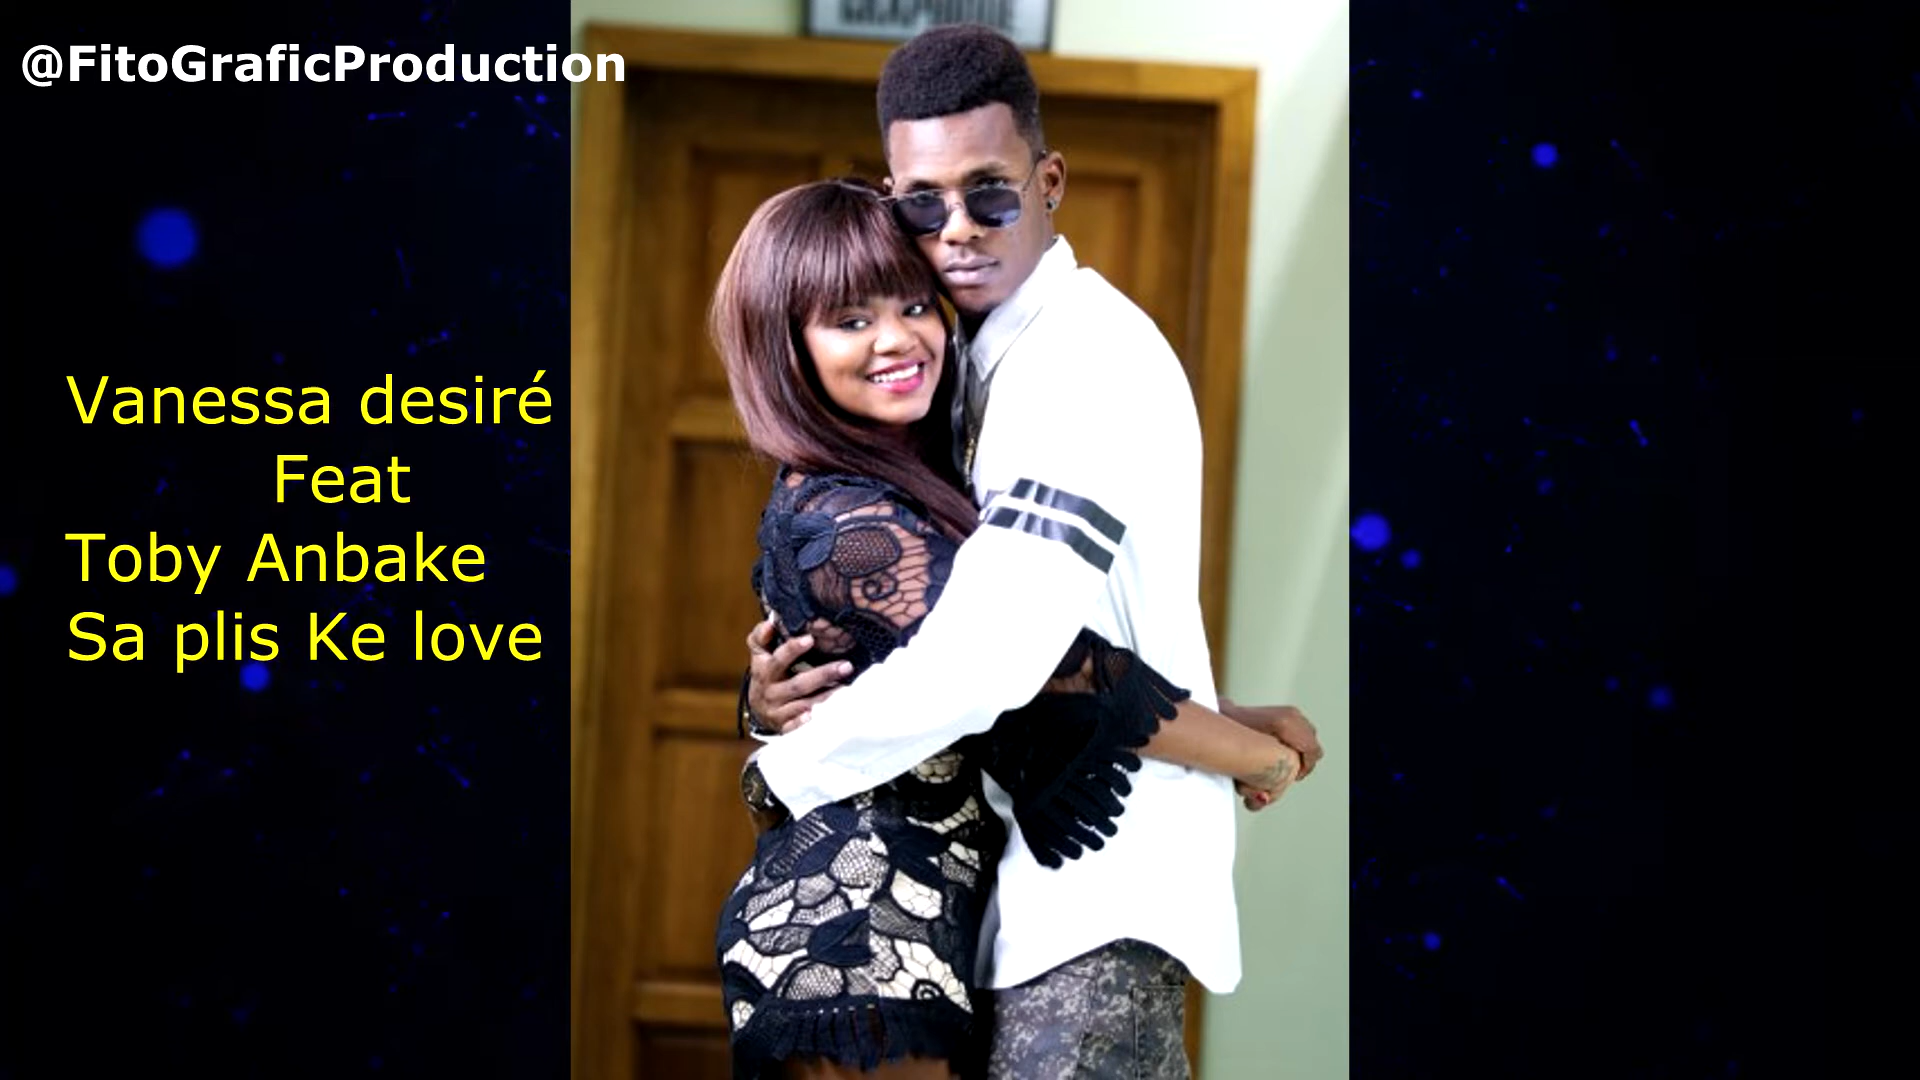 @FitoGraficProduction
Vanessa desiré
Feat
Toby Anbake
Sa plis Ke love